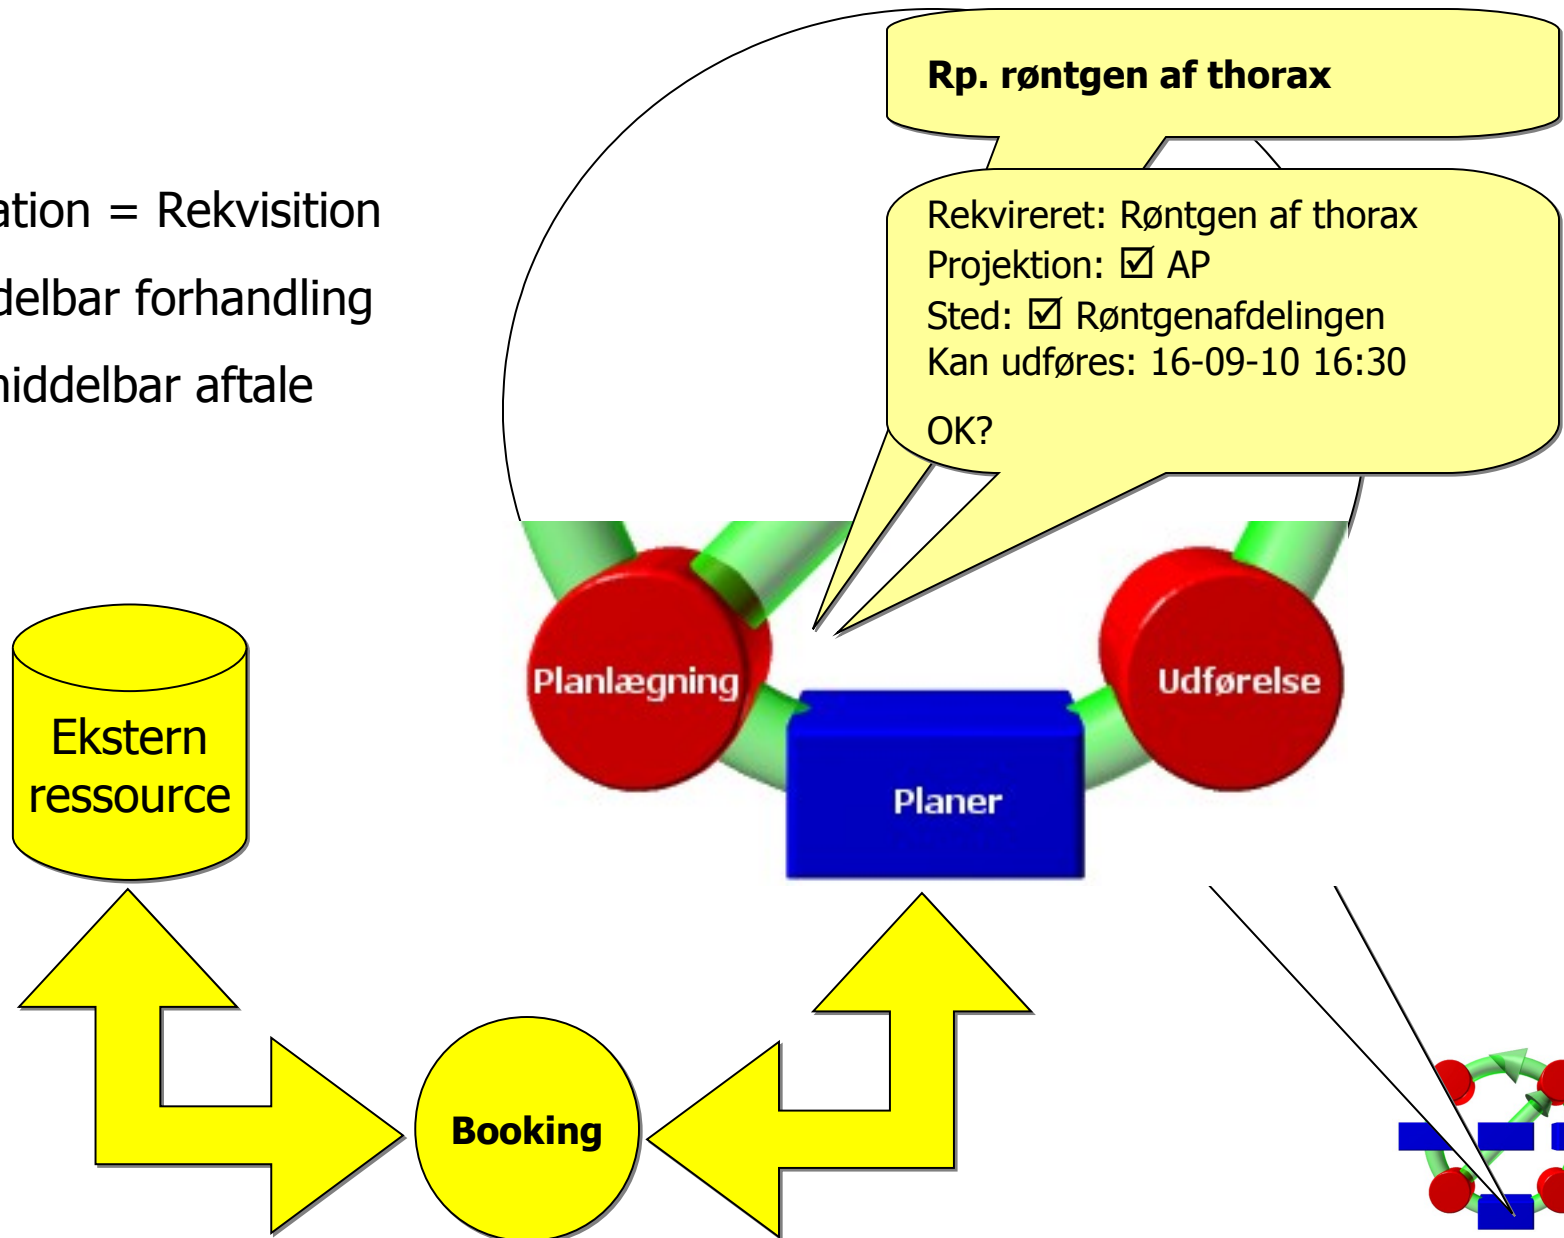 ation = Rekvisition
delbar forhandling
middelbar aftale
Rp. røntgen af thorax
Rekvireret: Røntgen af thorax
Projektion: ☑ AP
Sted: ☑ Røntgenafdelingen
Kan udføres: 16-09-10 16:30
OK?
Planlægning
Udførelse
Planer
Ekstern
ressource
Booking